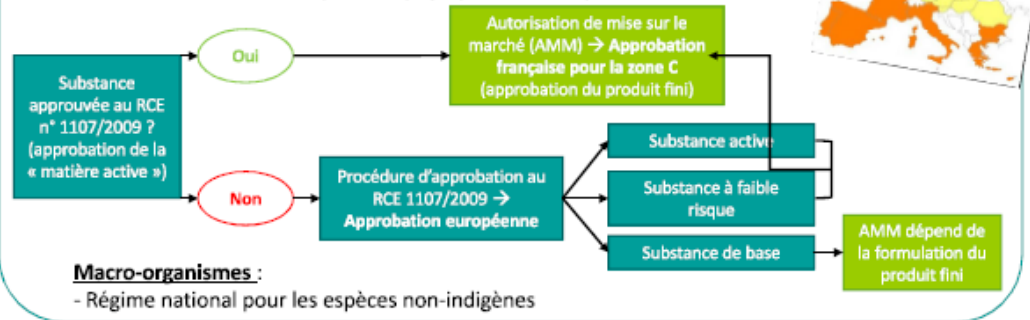 Substance
approuvée au RCE
n° 1107/2009 ?
(approbation de la
« matière active »)
Oui
Autorisation de mise sur le
marché (AMM) → Approbation
française pour la zone C
(approbation du produit fini)
Non
Procédure d'approbation au
RCE 1107/2009 →
Approbation européenne
Substance active
Substance à faible
risque
Substance de base
AMM dépend de
la formulation du
produit fini
Macro-organismes :
- Régime national pour les espèces non-indigènes